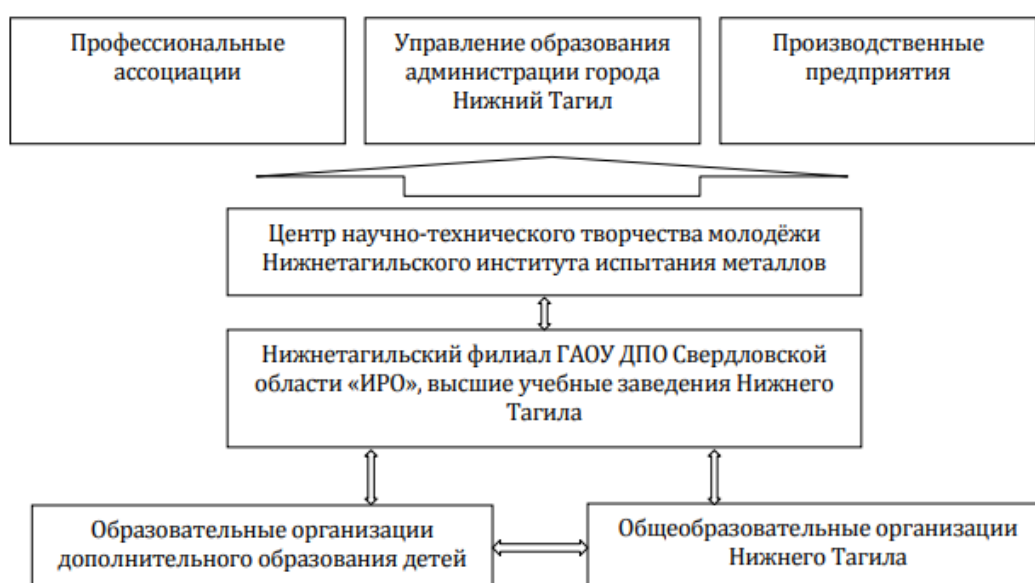 Профессиональные
ассоциации
Управление образования
администрации города
Нижний Тагил
Производственные
предприятия
Центр научно-технического творчества молодёжи
Нижнетагильского института испытания металлов
Нижнетагильский филиал ГАОУ ДПО Свердловской
области «ИРО», высшие учебные заведения Нижнего
Тагила
Образовательные организации
дополнительного образования детей
Общеобразовательные организации
Нижнего Тагила